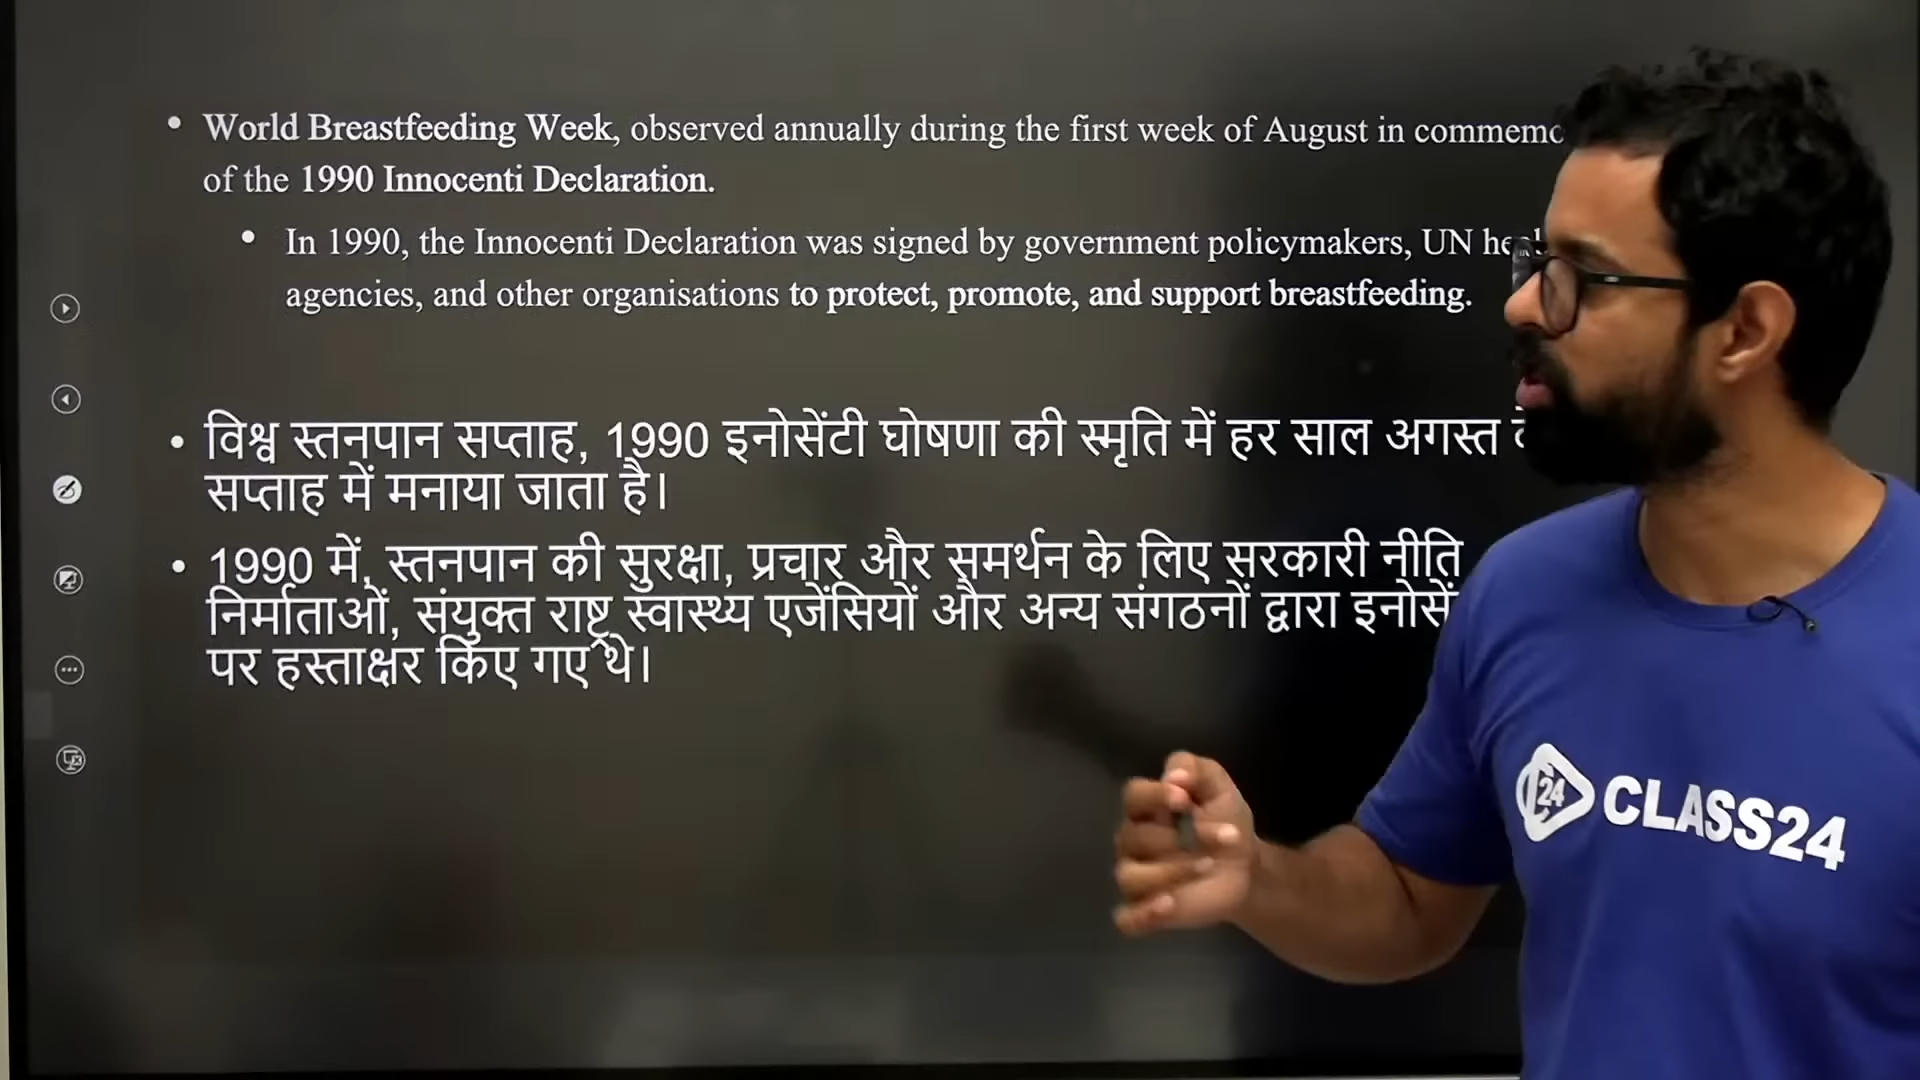 • World Breastfeeding Week, observed annually during the first week of August in
of the 1990 Innocenti Declaration.
• In 1990, the Innocenti Declaration was signed by government policymakers, UN
agencies, and other organisations to protect, promote, and support breastfeeding.
• विश्व स्तनपान सप्ताह, 1990 इनोसेंटी घोषणा की स्मृति में हर साल अगस्त
सप्ताह में मनाया जाता है।
• 1990 में, स्तनपान की सुरक्षा, प्रचार और समर्थन के लिए सरकारी नीति
निर्माताओं, संयुक्त राष्ट्र स्वास्थ्य एजेंसियों और अन्य संगठनों द्वारा
पर हस्ताक्षर किए गए थे।
24 CLASS24